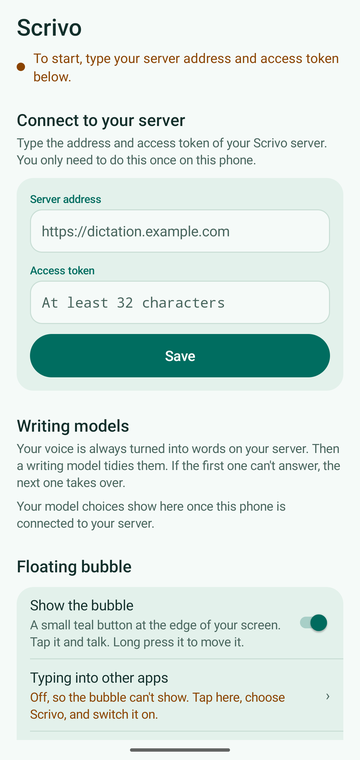 Scrivo
To start, type your server address and access token
below.
Connect to your server
Type the address and access token of your Scrivo server.
You only need to do this once on this phone.
Server address
https://dictation.example.com
Access token
At least 32 characters
Save
Writing models
Your voice is always turned into words on your server. Then
a writing model tidies them. If the first one can't answer, the
next one takes over.
Your model choices show here once this phone is
connected to your server.
Floating bubble
Show the bubble
A small teal button at the edge of your screen.
Tap it and talk. Long press it to move it.
Typing into other apps
Off, so the bubble can't show. Tap here, choose
Scrivo, and switch it on.